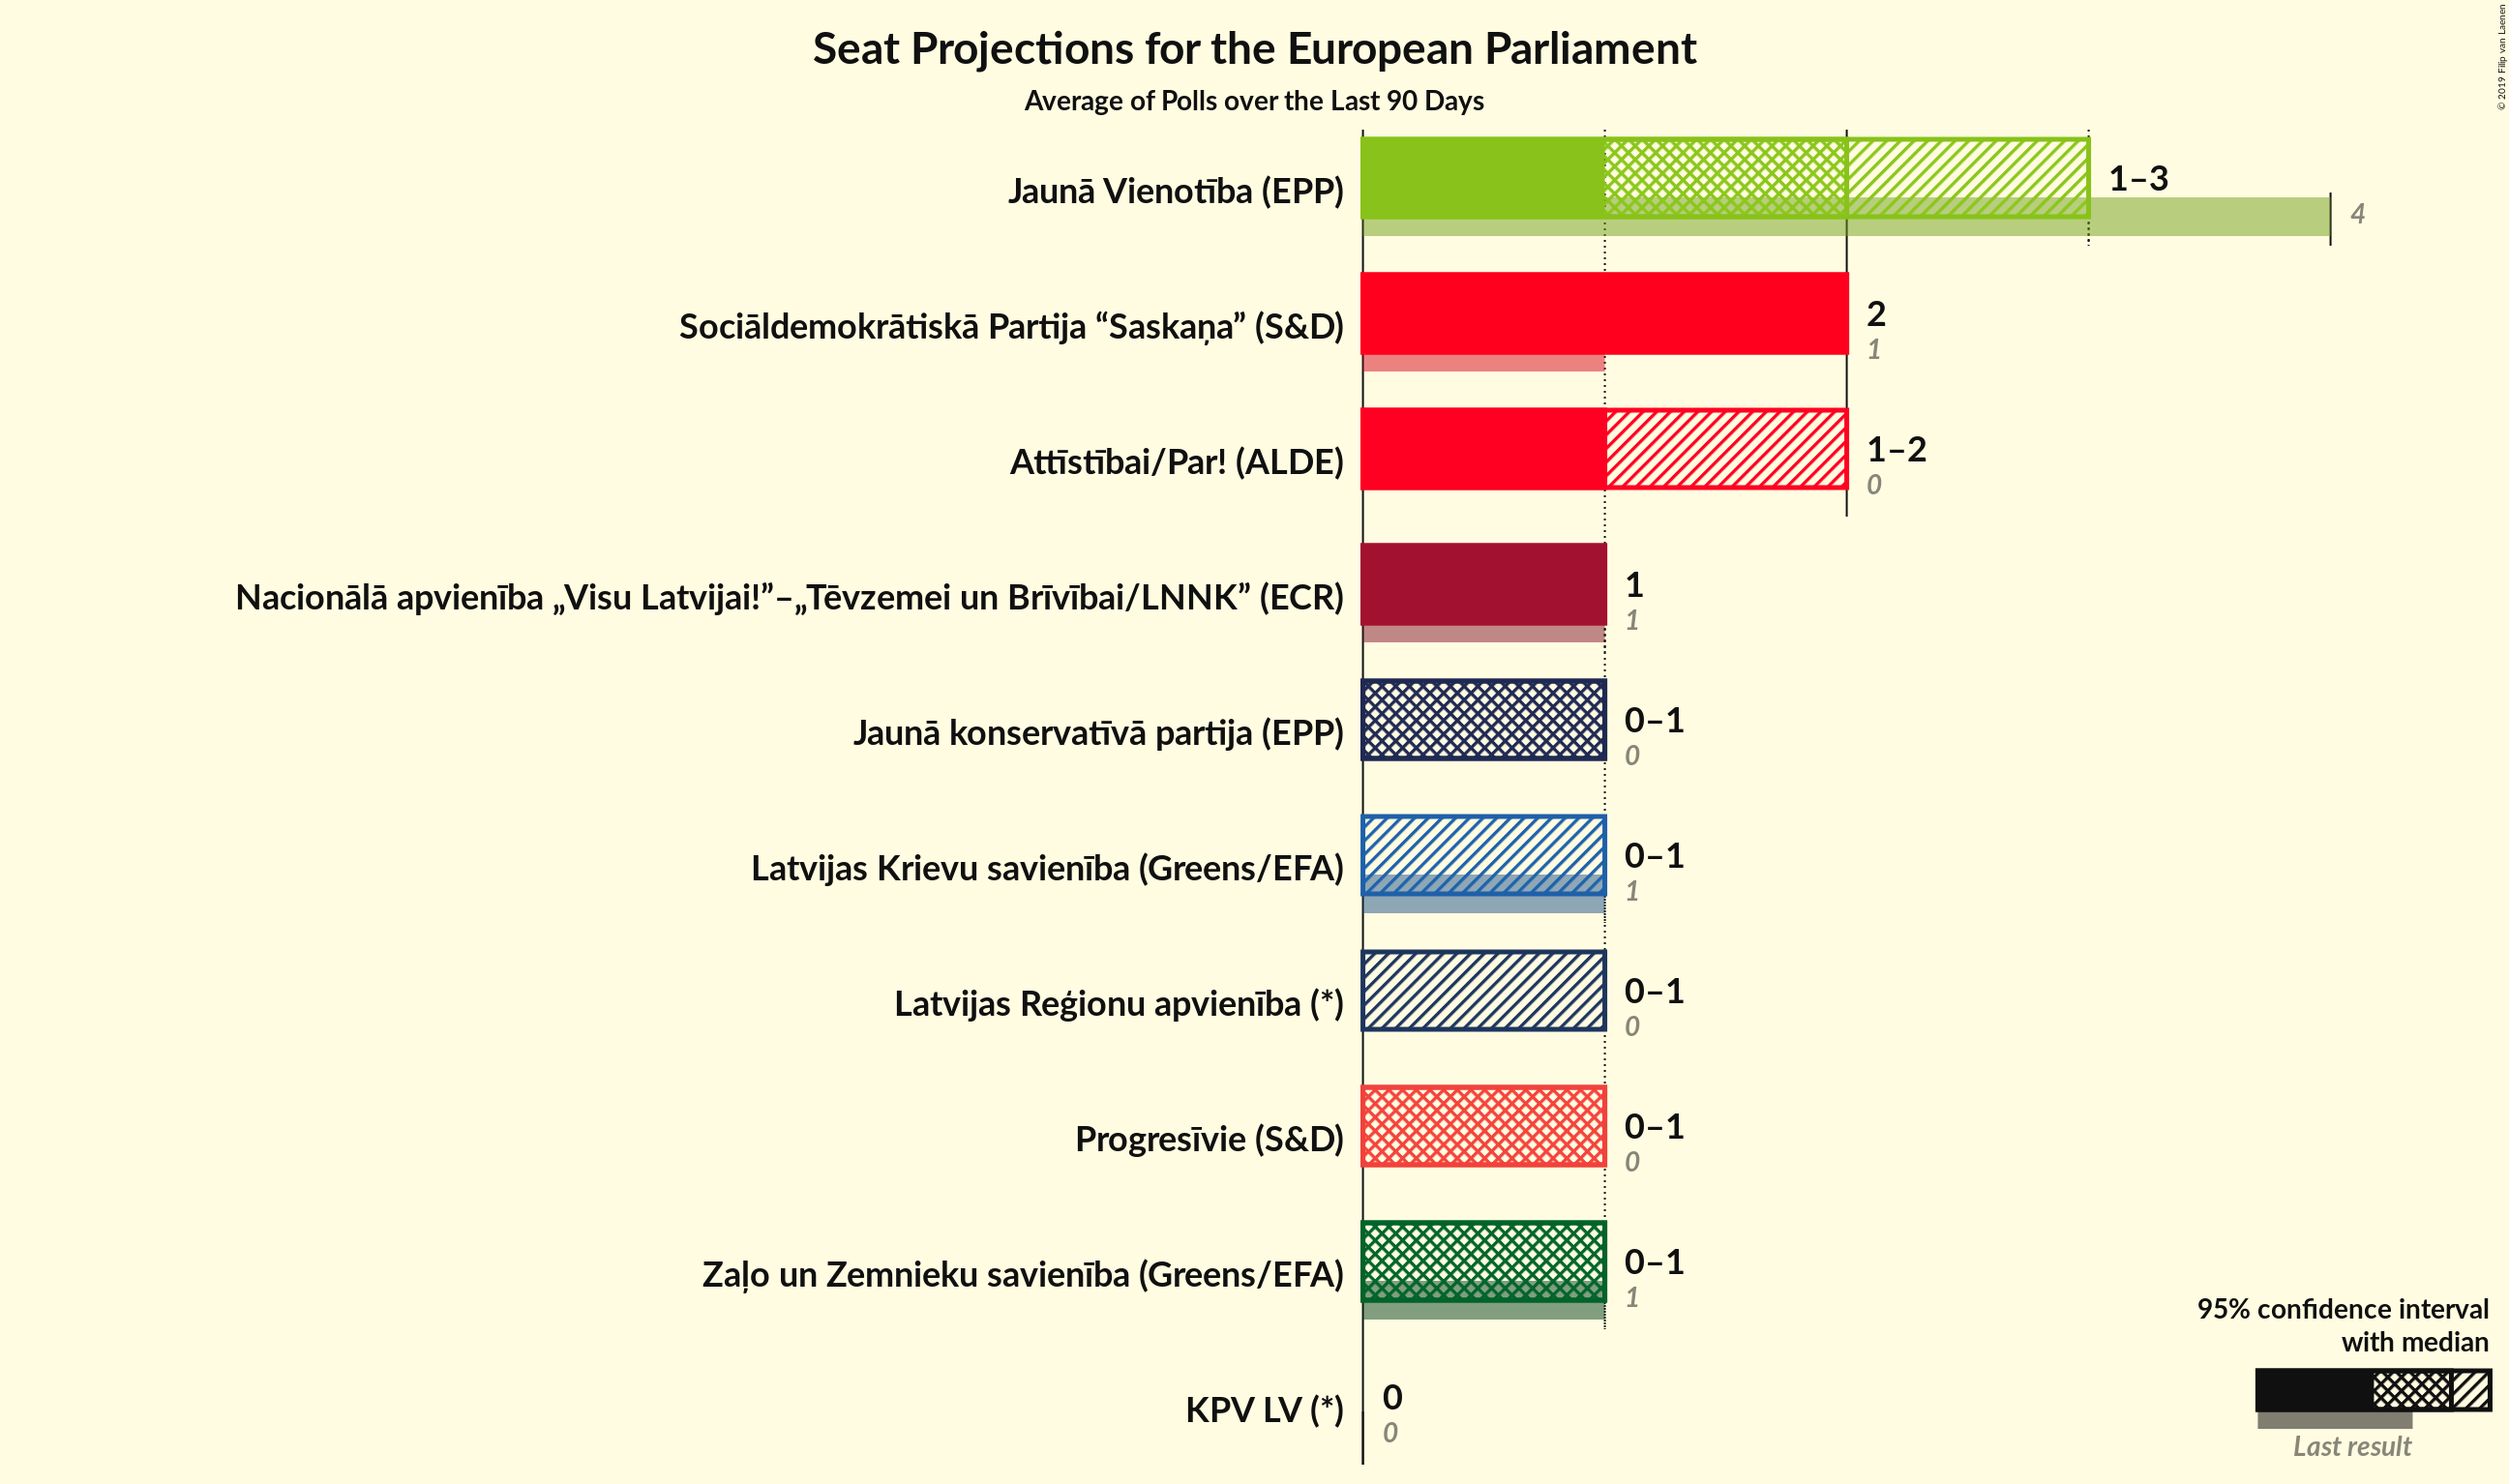 Seat Projections for the European Parliament
Average of Polls over the Last 90 Days
© 2019 Filip van Laenen
Jaunā Vienotība (EPP)
1–3
4
Sociāldemokrātiskā Partija “Saskaņa” (S&D)
2
1
Attīstībai/Par! (ALDE)
1–2
0
Nacionālā apvienība „Visu Latvijai!”–„Tēvzemei un Brīvībai/LNNK” (ECR)
1
1
Jaunā konservatīvā partija (EPP)
0–1
0
Latvijas Krievu savienība (Greens/EFA)
0–1
1
Latvijas Reģionu apvienība (*)
0–1
0
Progresīvie (S&D)
0–1
0
Zaļo un Zemnieku savienība (Greens/EFA)
0–1
1
KPV LV (*)
0
0
95% confidence interval
with median
Last result